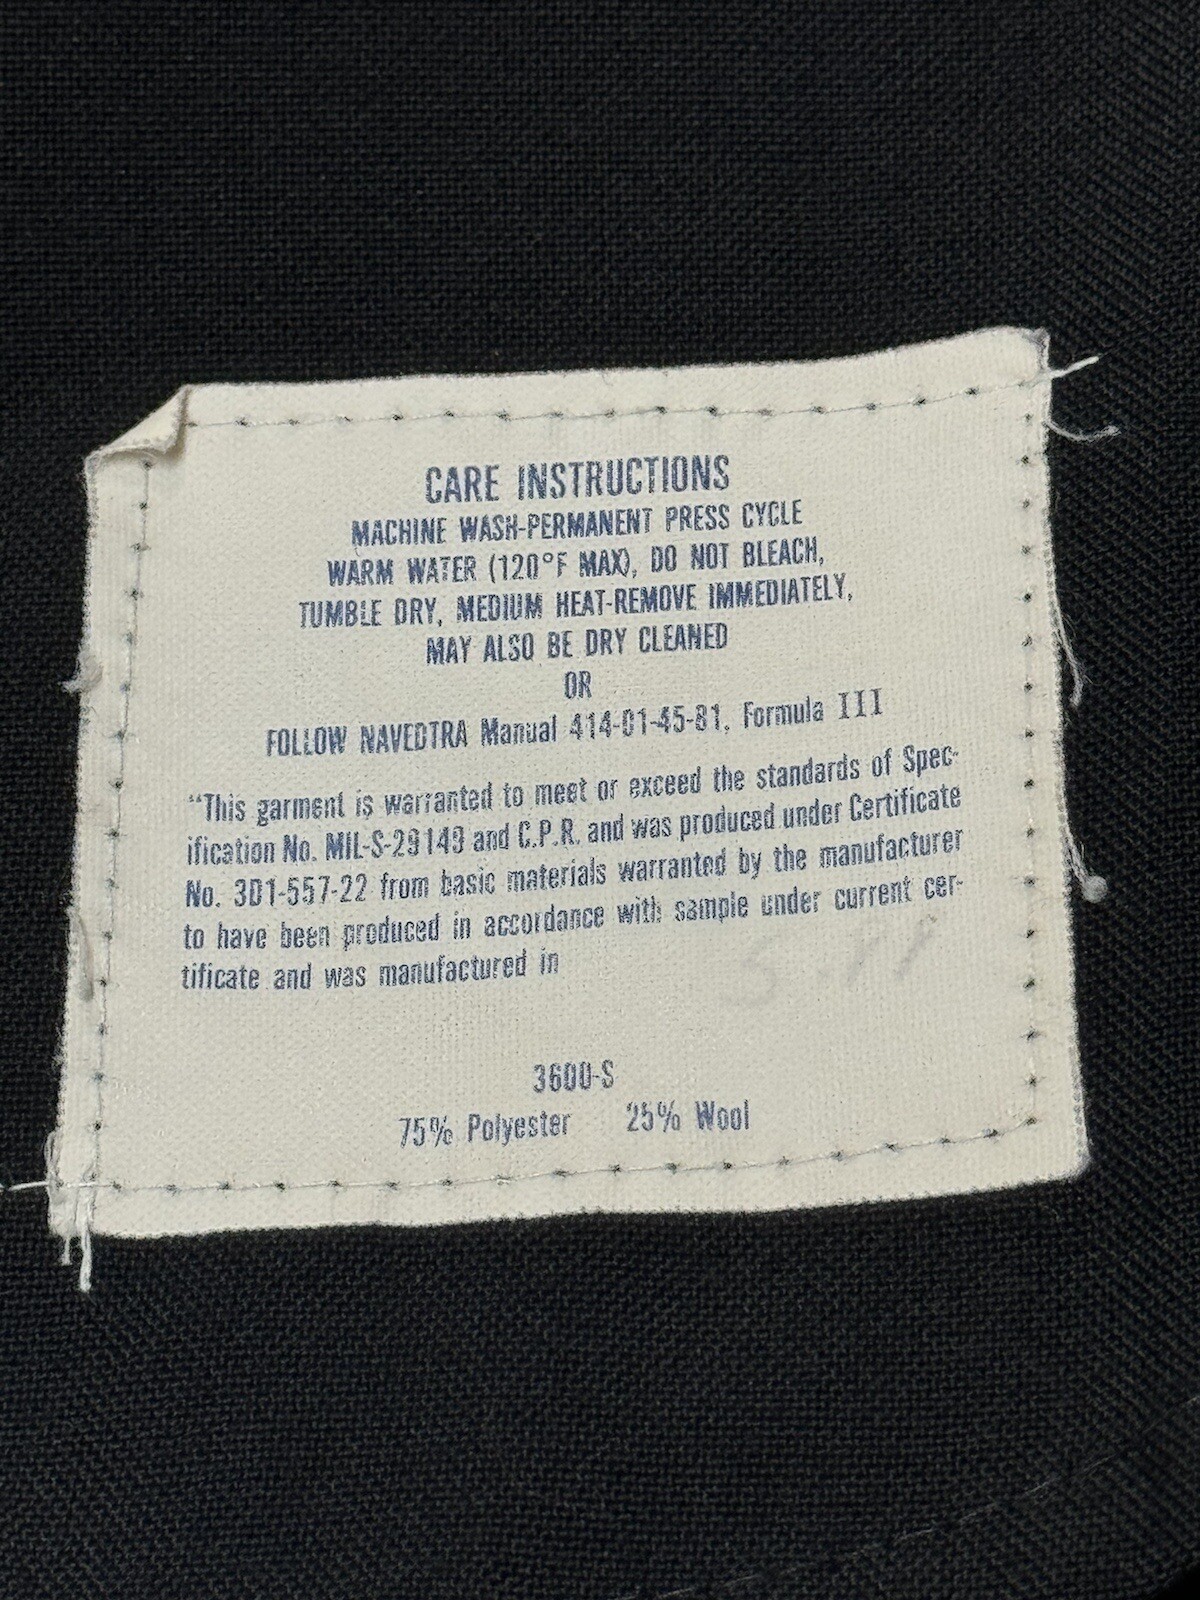 CARE INSTRUCTIONS
MACHINE WASH-PERMANENT PRESS CYCLE
WARM WATER (120°F MAX), DO NOT BLEACH,
TUMBLE DRY, MEDIUM HEAT-REMOVE IMMEDIATELY,
MAY ALSO BE DRY CLEANED
OR
FOLLOW NAVEDTRA Manual 414-01-45-81, Formula III
“This garment is warranted to meet or exceed the standards of Spec-
ification No. MIL-S-29149 and C.P.R. and was produced under Certificate
No. 3D1-557-22 from basic materials warranted by the manufacturer
to have been produced in accordance with sample under current cer-
tificate and was manufactured in
3600-S
75% Polyester 25% Wool